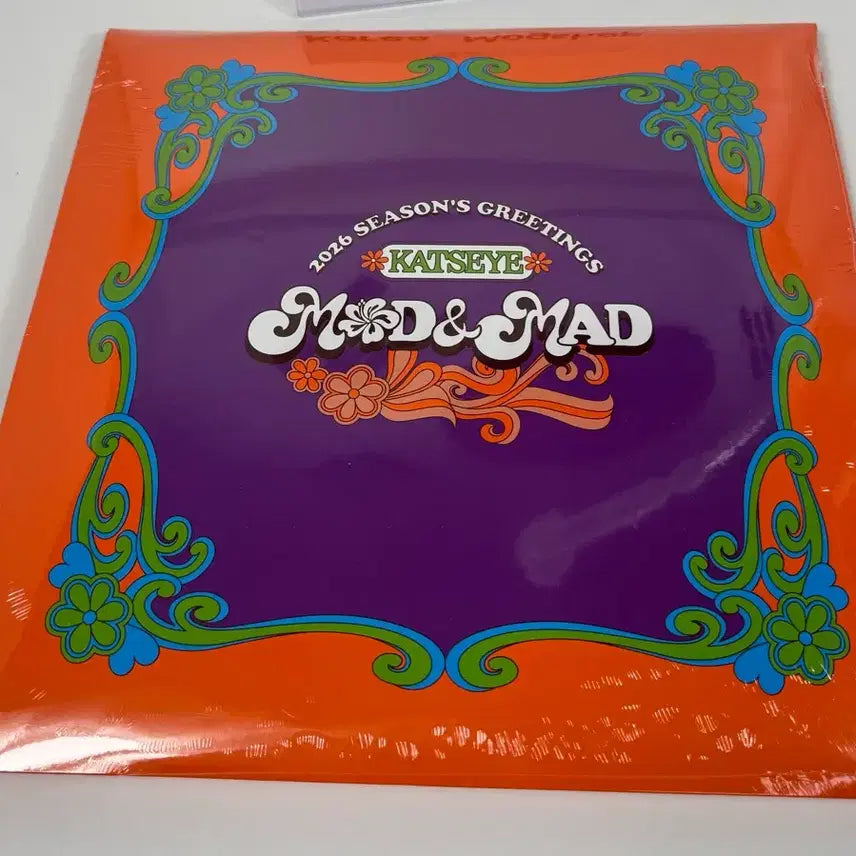 2026 SEASON'S GREETINGS
KATSEYE
MOD & MAD